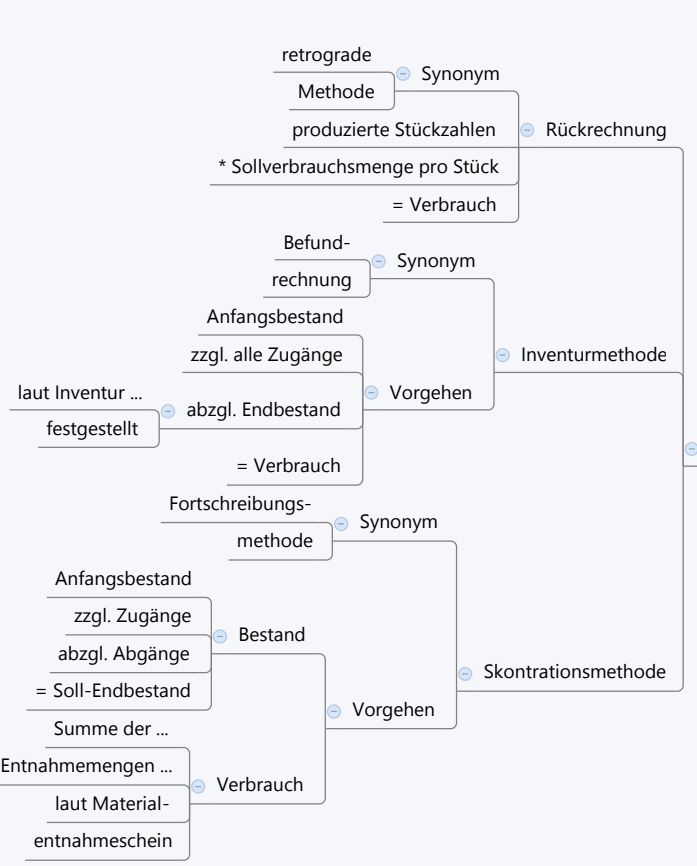 retrograde
Methode
Synonym
produzierte Stückzahlen
* Sollverbrauchsmenge pro Stück
= Verbrauch
Rückrechnung
Befund-
rechnung
Synonym
Anfangsbestand
zzgl. alle Zugänge
laut Inventur ...
festgestellt
abzgl. Endbestand
= Verbrauch
Vorgehen
Inventurmethode
Fortschreibungs-
methode
Synonym
Anfangsbestand
zzgl. Zugänge
abzgl. Abgänge
= Soll-Endbestand
Bestand
Summe der ...
Entnahmemengen ...
laut Material-
entnahmeschein
Verbrauch
Vorgehen
Skontrationsmethode